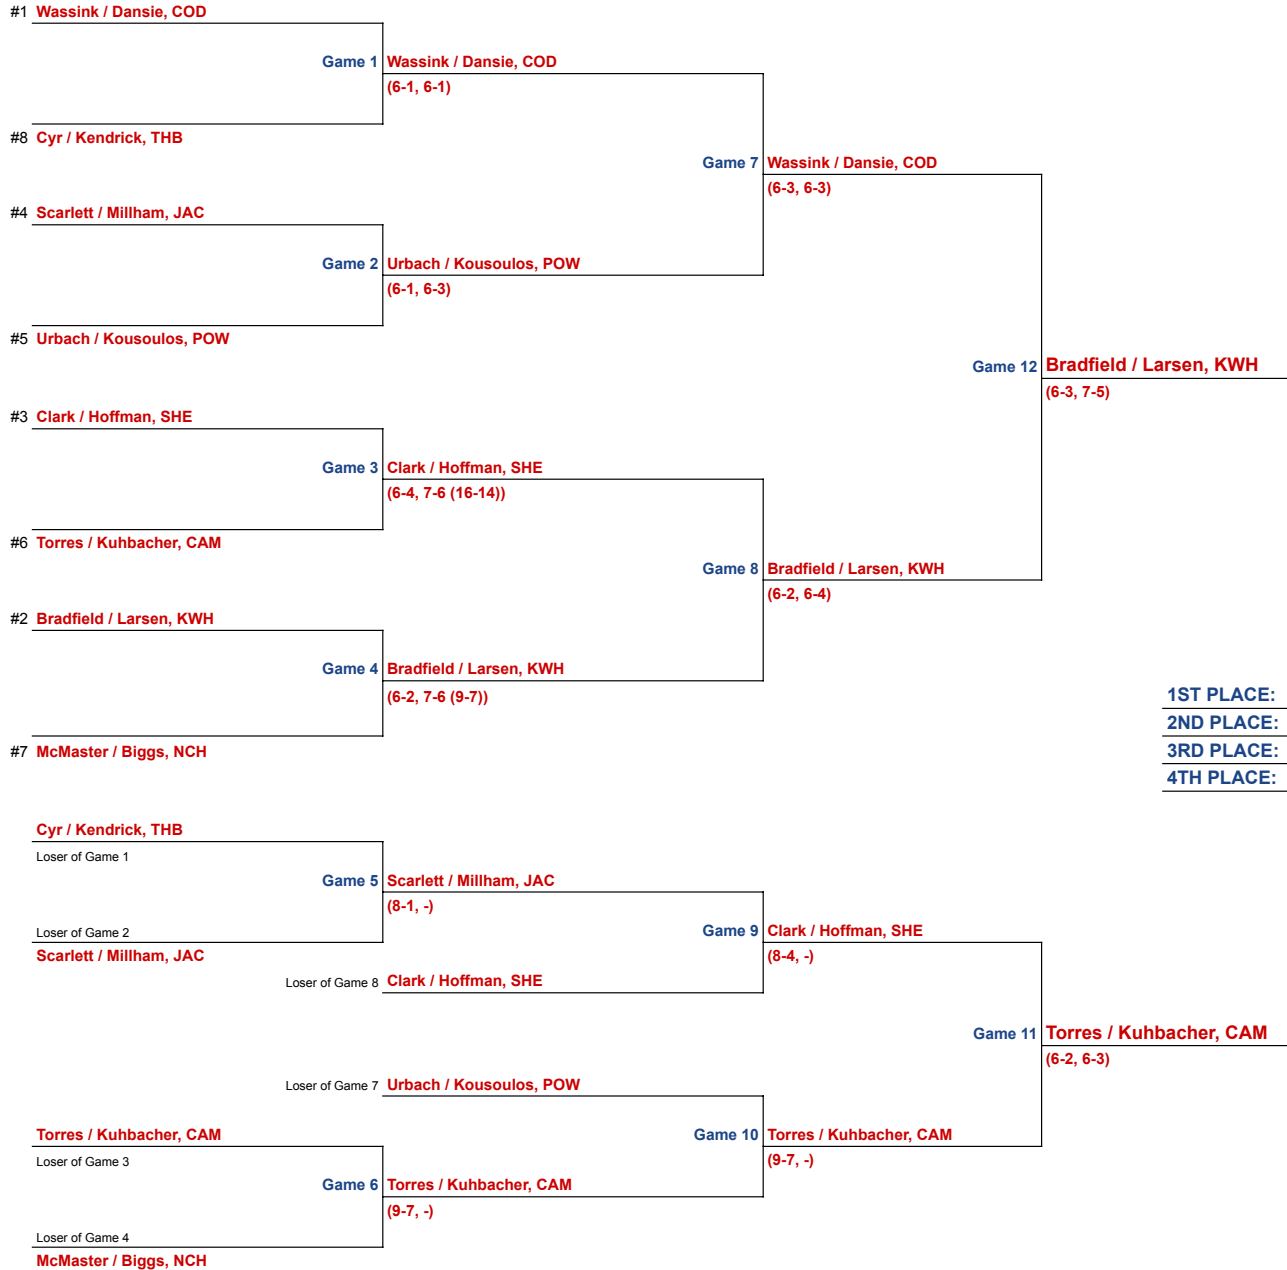 #1 Wassink / Dansie, COD
Game 1 Wassink / Dansie, COD
(6-1, 6-1)
#8 Cyr / Kendrick, THB
Game 7 Wassink / Dansie, COD
(6-3, 6-3)
#4 Scarlett / Millham, JAC
Game 2 Urbach / Kousoulos, POW
(6-1, 6-3)
#5 Urbach / Kousoulos, POW
Game 12 Bradfield / Larsen, KWH
(6-3, 7-5)
#3 Clark / Hoffman, SHE
Game 3 Clark / Hoffman, SHE
(6-4, 7-6 (16-14))
#6 Torres / Kuhbacher, CAM
Game 8 Bradfield / Larsen, KWH
(6-2, 6-4)
#2 Bradfield / Larsen, KWH
Game 4 Bradfield / Larsen, KWH
(6-2, 7-6 (9-7))
#7 McMaster / Biggs, NCH
1ST PLACE:
2ND PLACE:
3RD PLACE:
4TH PLACE:
Cyr / Kendrick, THB
Loser of Game 1
Game 5 Scarlett / Millham, JAC
(8-1, -)
Loser of Game 2
Scarlett / Millham, JAC
Game 9 Clark / Hoffman, SHE
(8-4, -)
Loser of Game 8 Clark / Hoffman, SHE
Game 11 Torres / Kuhbacher, CAM
(6-2, 6-3)
Loser of Game 7 Urbach / Kousoulos, POW
Game 10 Torres / Kuhbacher, CAM
(9-7, -)
Torres / Kuhbacher, CAM
Loser of Game 3
Game 6 Torres / Kuhbacher, CAM
(9-7, -)
Loser of Game 4
McMaster / Biggs, NCH